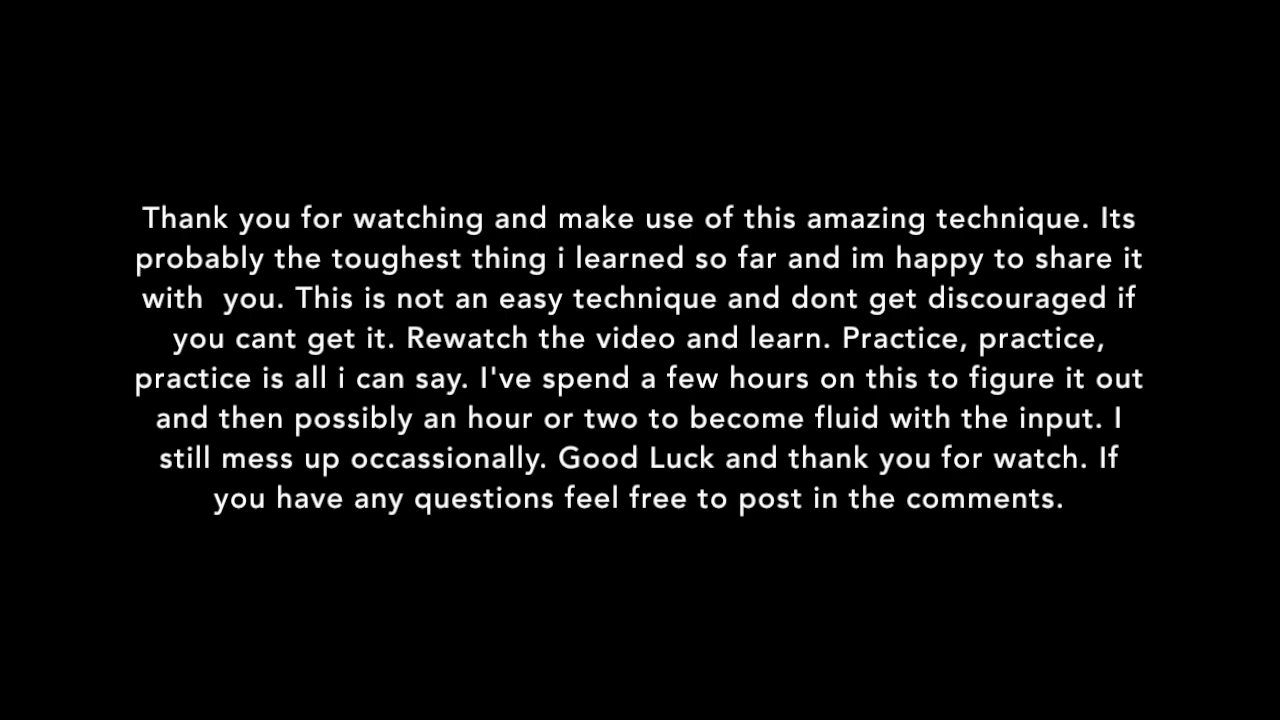 Thank you for watching and make use of this amazing technique. Its
probably the toughest thing i learned so far and im happy to share it
with  you. This is not an easy technique and dont get discouraged if
you cant get it. Rewatch the video and learn. Practice, practice,
practice is all i can say. I've spend a few hours on this to figure it out
and then possibly an hour or two to become fluid with the input. I
still mess up occassionally. Good Luck and thank you for watch. If
you have any questions feel free to post in the comments.